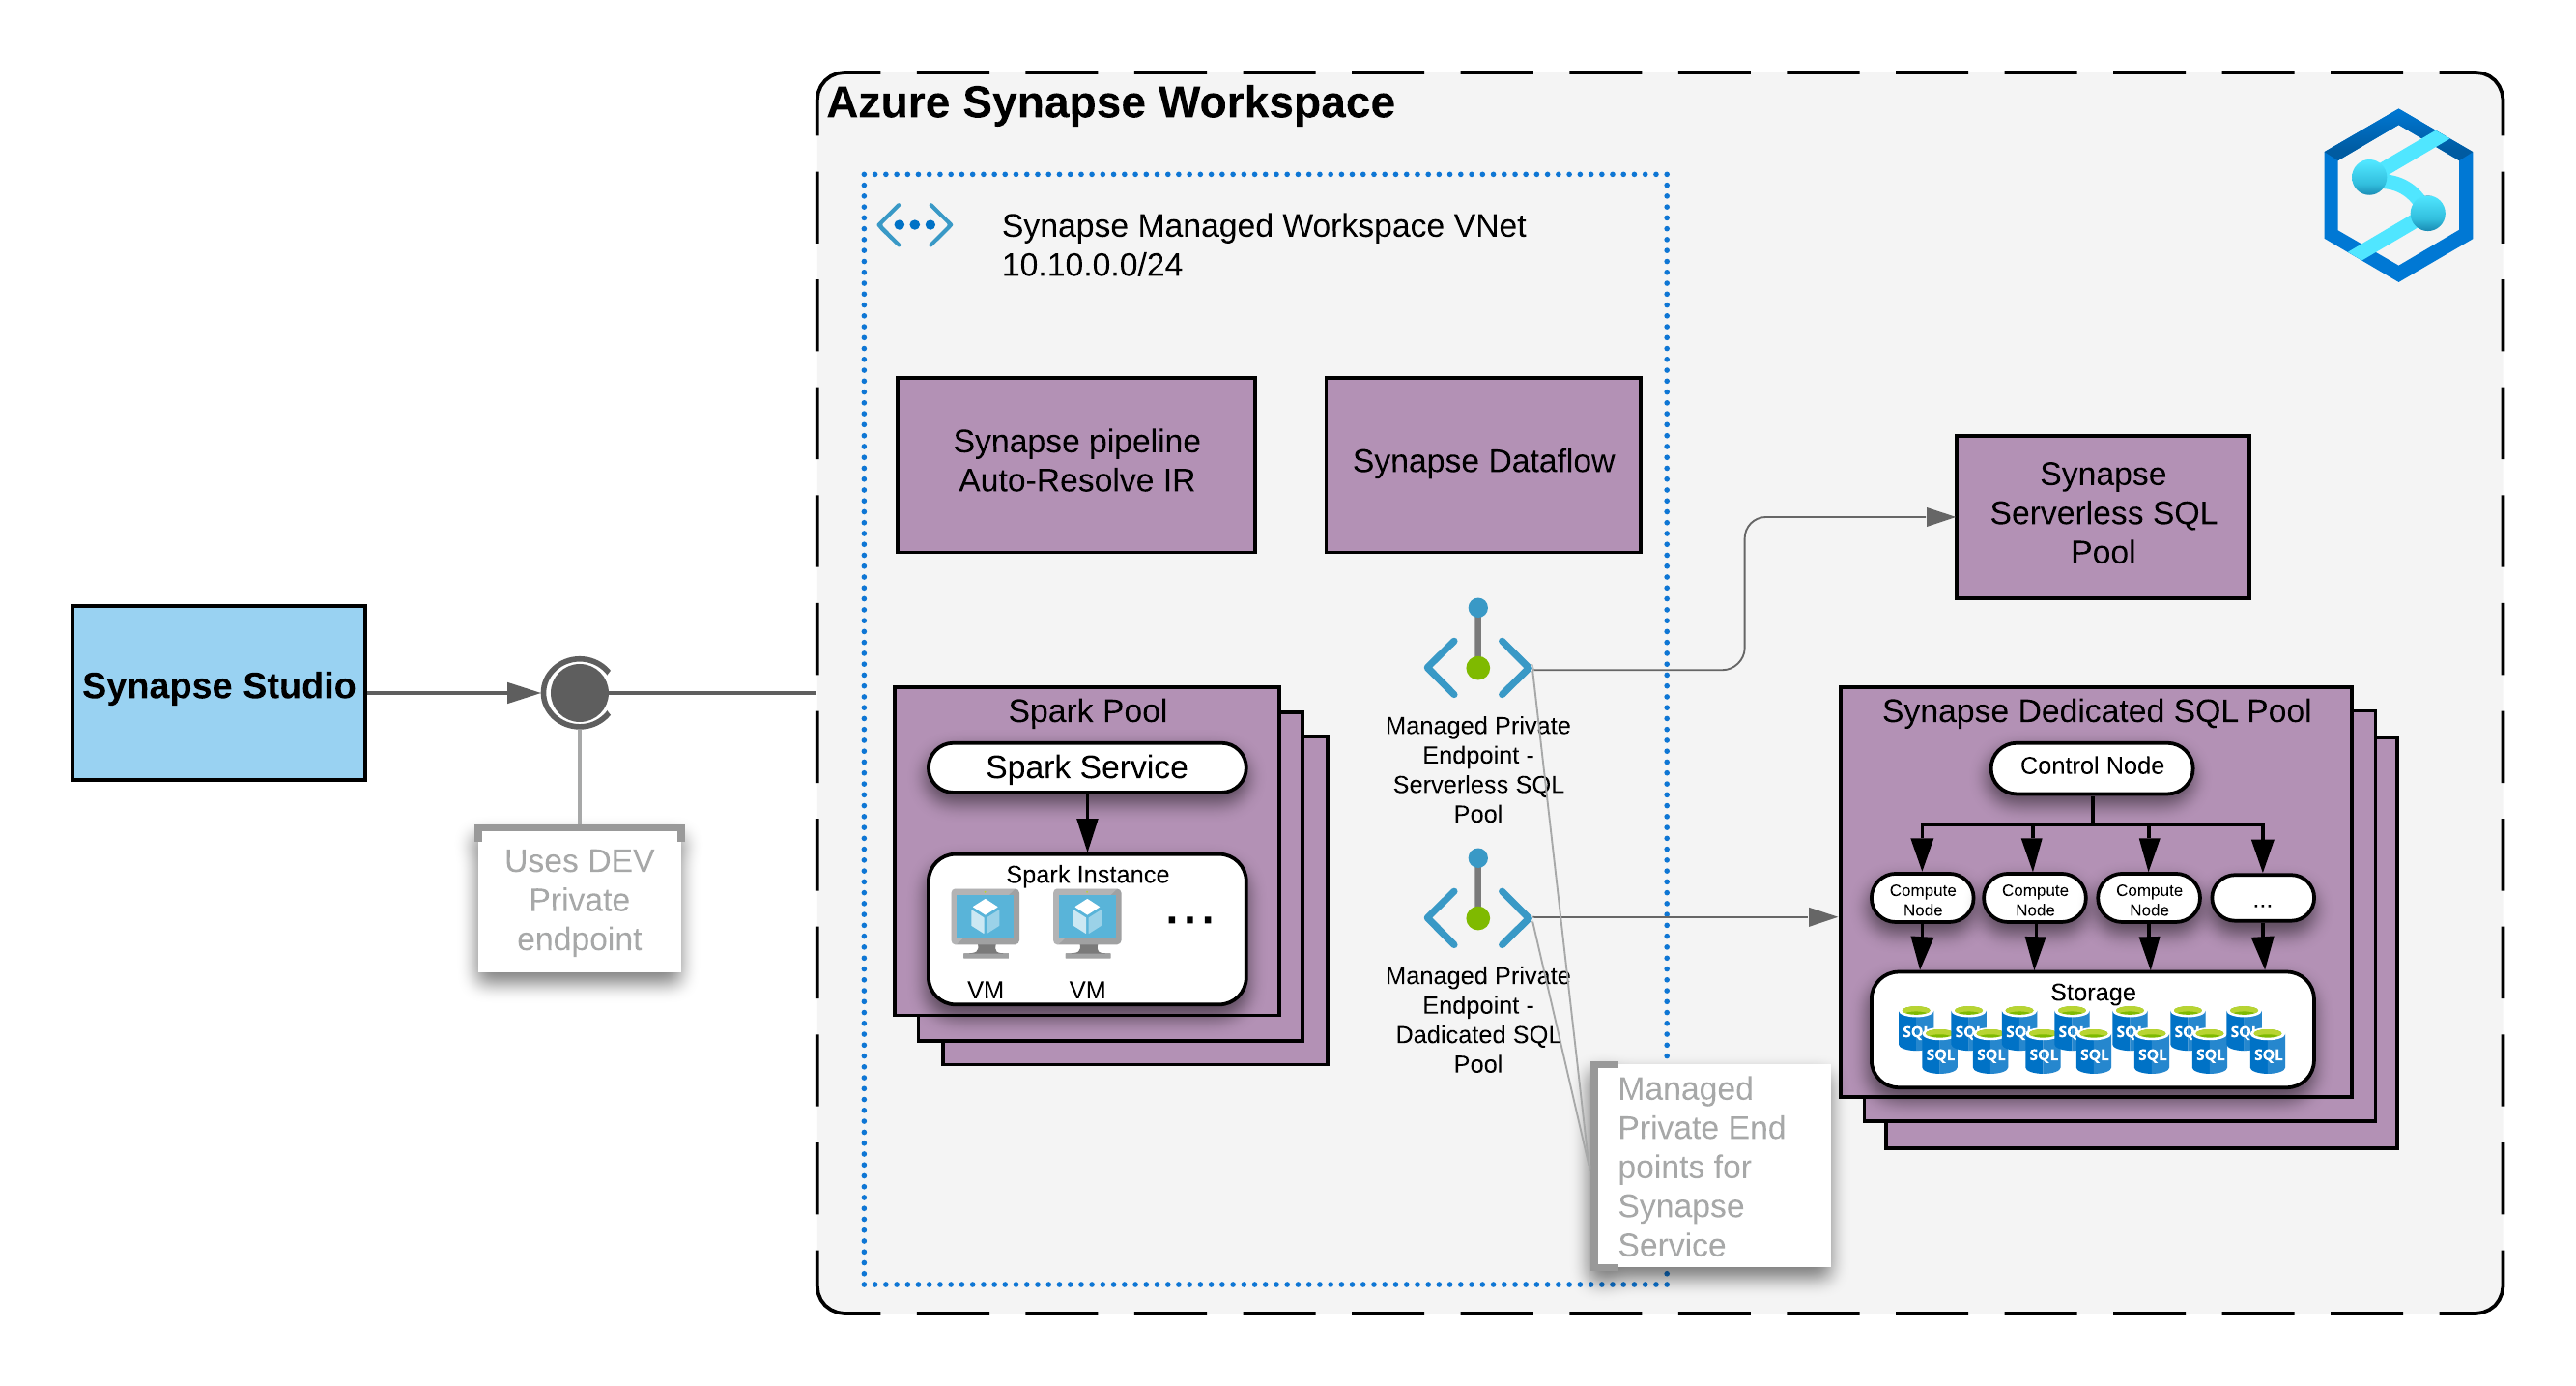 Azure Synapse Workspace
Synapse Managed Workspace VNet
10.10.0.0/24
Synapse pipeline
Auto-Resolve IR
Synapse Dataflow
Synapse
Serverless SQL
Pool
Synapse Studio
Uses DEV
Private
endpoint
Spark Pool
Spark Service
Spark Instance
...
VM
VM
Managed Private
Endpoint -
Serverless SQL
Pool
Managed Private
Endpoint -
Dadicated SQL
Pool
Managed
Private End
points for
Synapse
Service
Synapse Dedicated SQL Pool
Control Node
Compute
Node
Compute
Node
Compute
Node
...
Storage
SQL SQL SQL SQL SQL SQL SQL
SQL SQL SQL SQL SQL SQL SQL